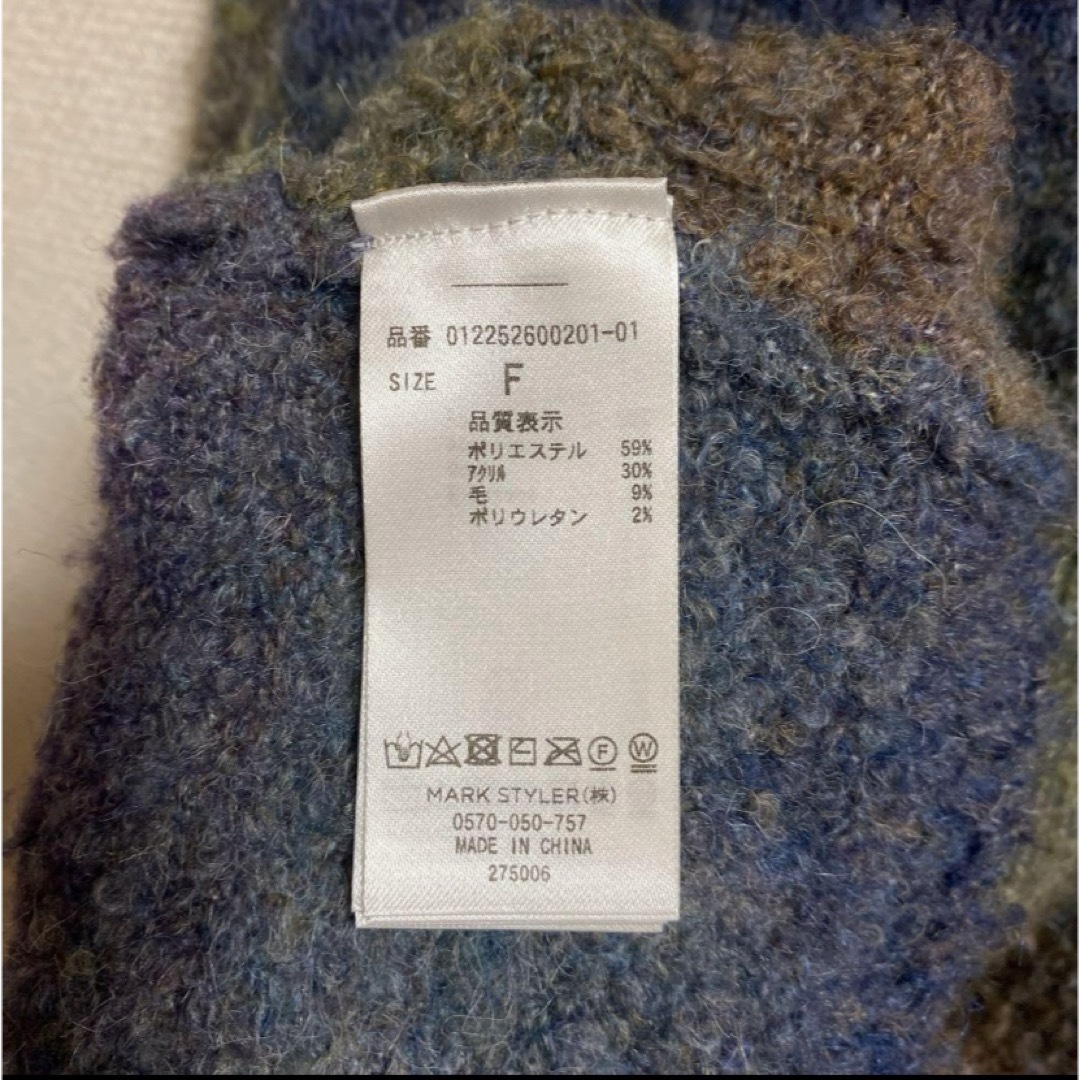 品番 012252600201-01
SIZE F
品質表示
ポリエステル 59%
アクリル 30%
毛 9%
ポリウレタン 2%
F W
MARK STYLER(株)
0570-050-757
MADE IN CHINA
275006